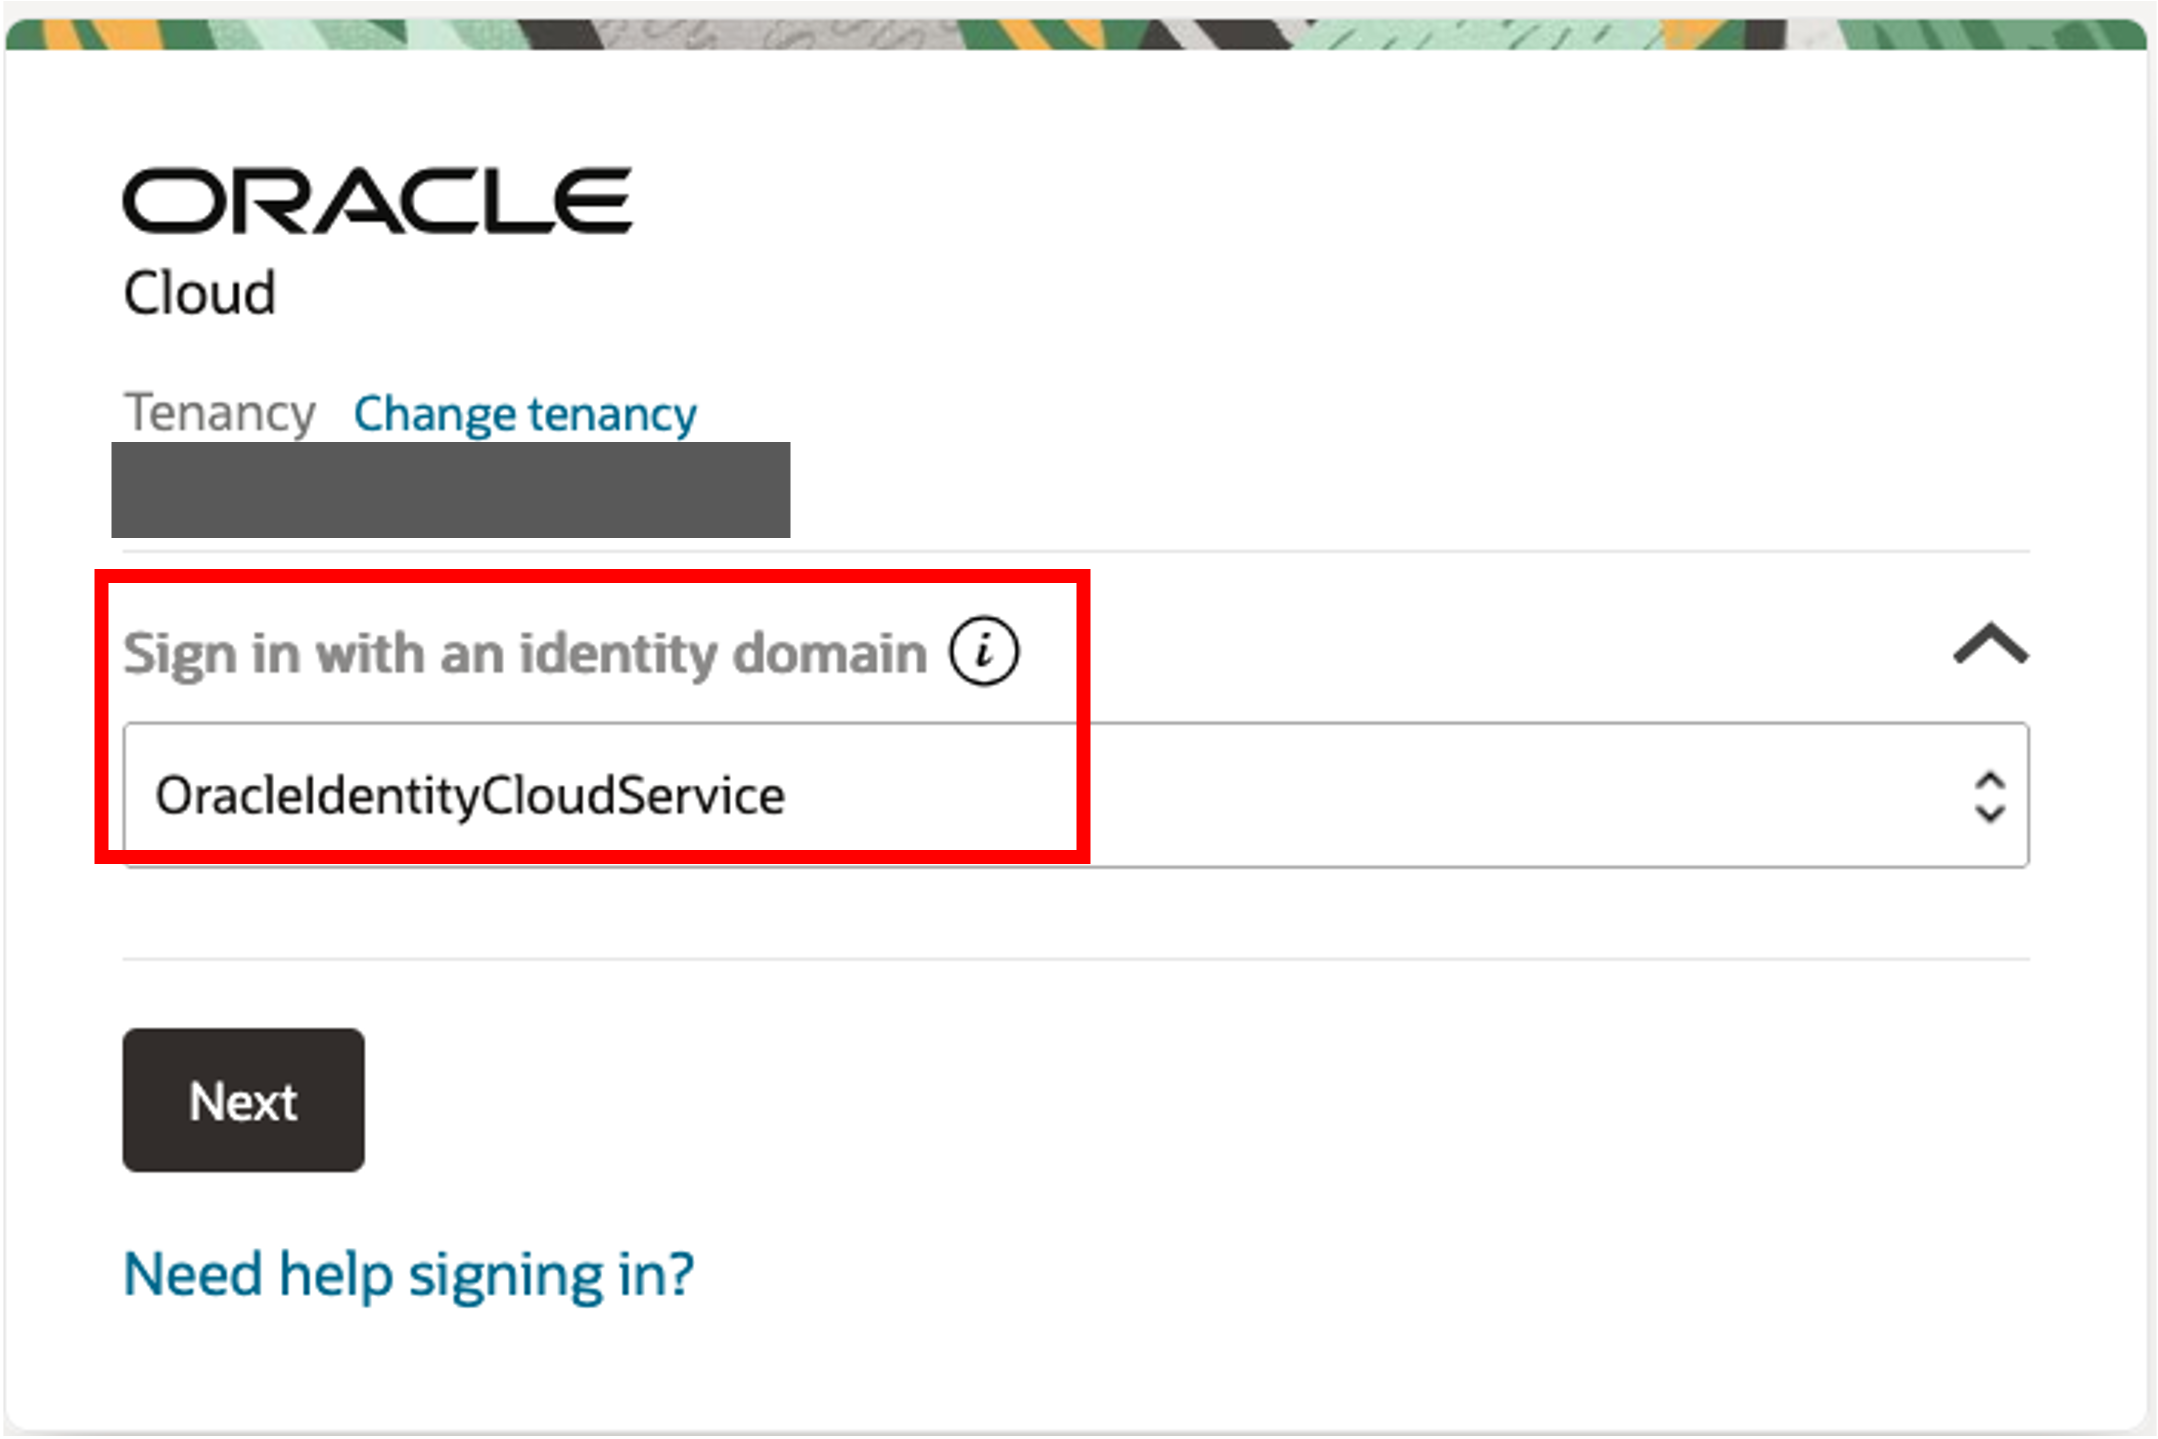 ORACLE
Cloud
Tenancy Change tenancy
Sign in with an identity domain i
OracleIdentityCloudService
Next
Need help signing in?